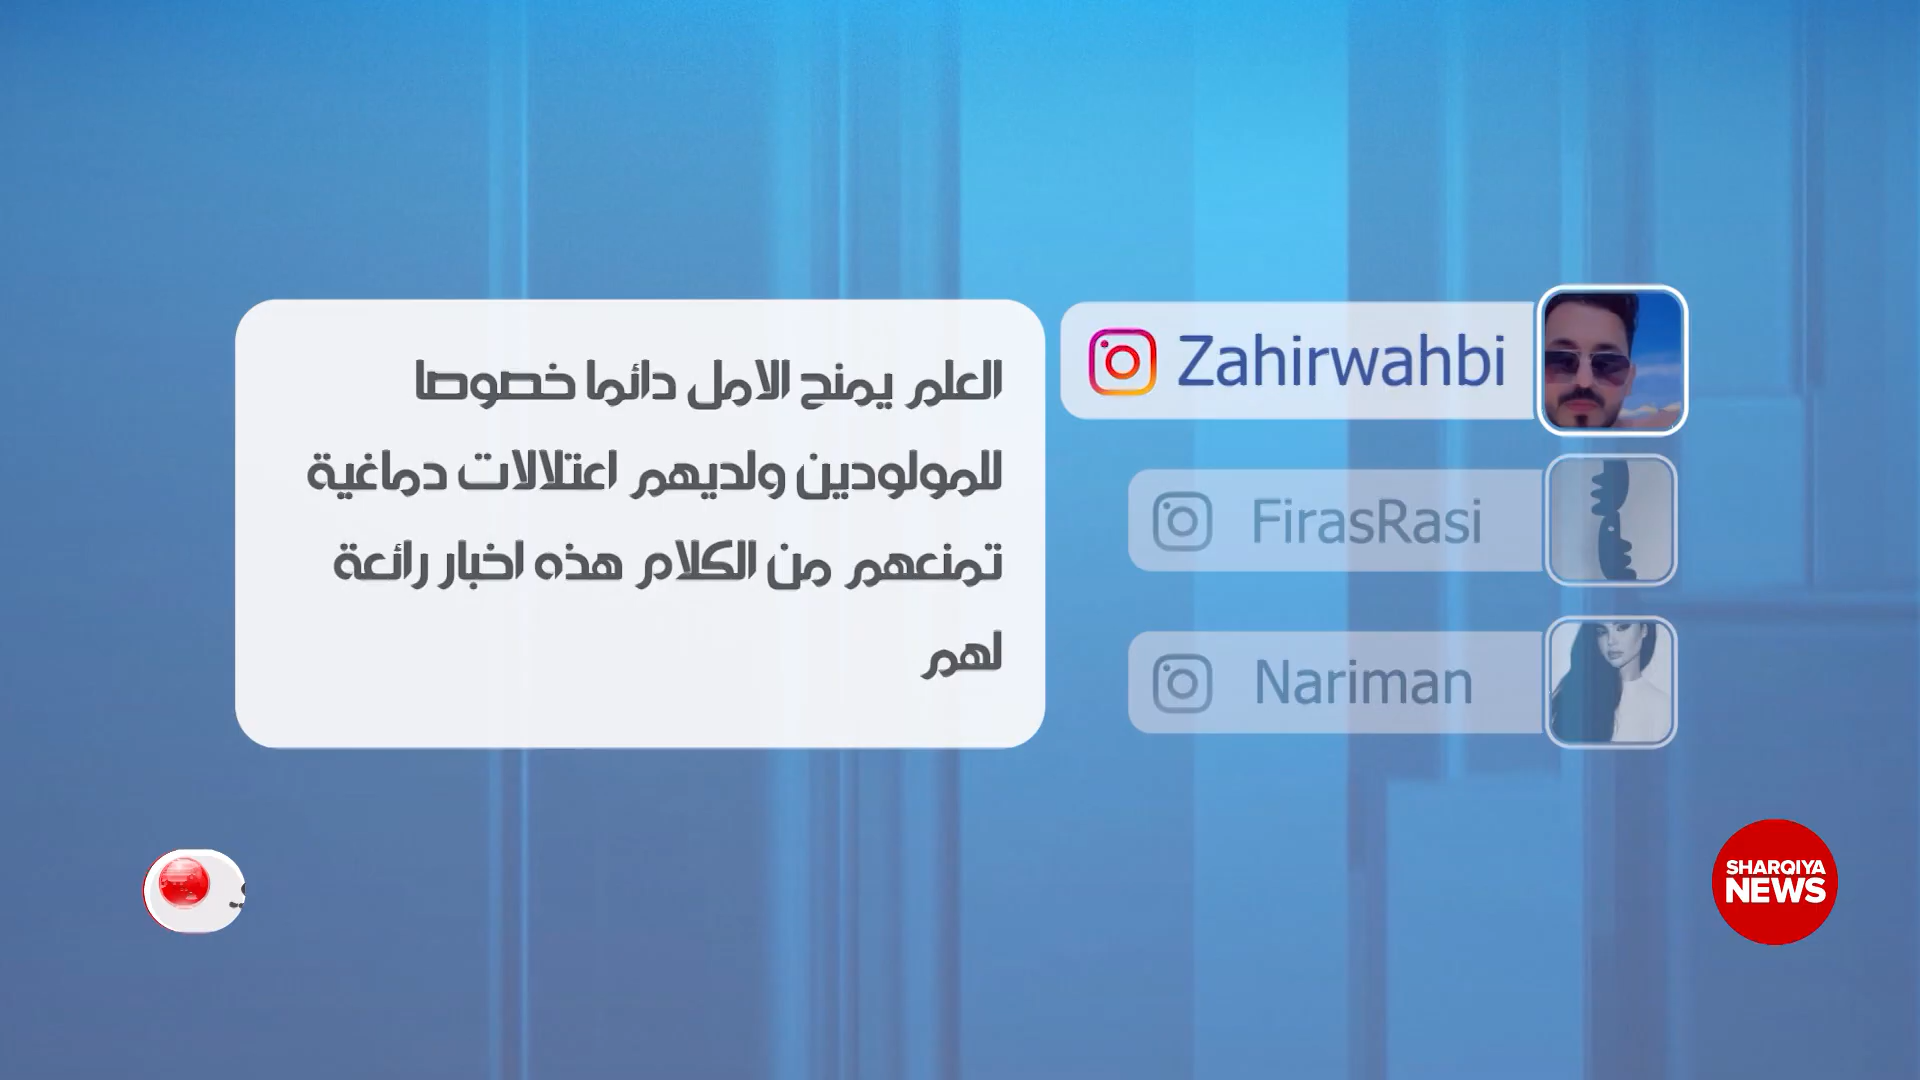 العلم يمنح الامل دائما خصوصا
للمولودين ولديهم اعتلالات دماغية
تمنعهم من الكلام هذه اخبار رائعة
لهم
Zahirwahbi
FirasRasi
Nariman
SHARQIYA
NEWS